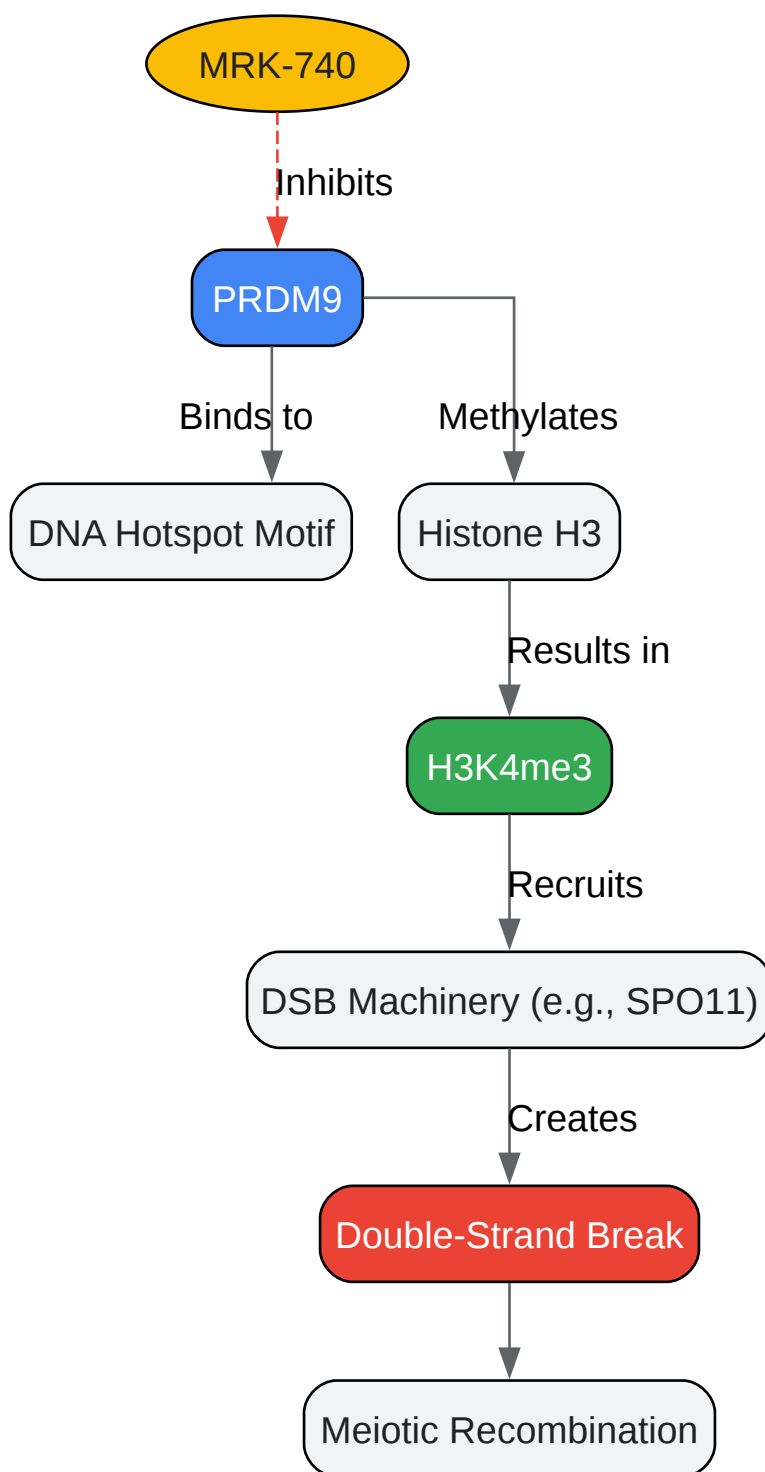 MRK-740
Inhibits
PRDM9
Binds to
Methylates
DNA Hotspot Motif
Histone H3
Results in
H3K4me3
Recruits
DSB Machinery (e.g., SPO11)
Creates
Double-Strand Break
Meiotic Recombination